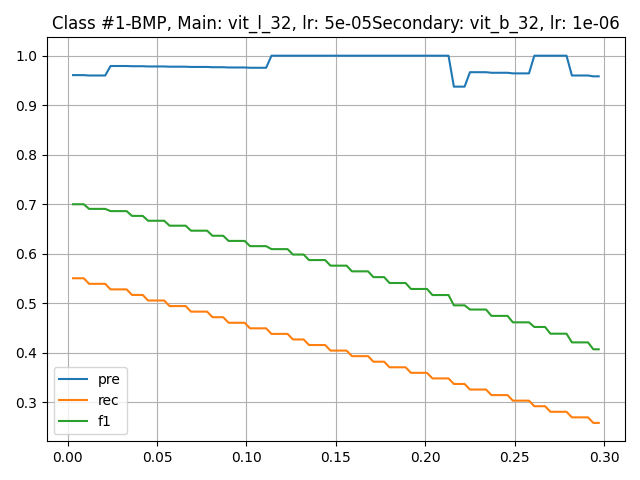 Class #1-BMP, Main: vit_l_32, lr: 5e-05Secondary: vit_b_32, lr: 1e-06
1.0
0.9
0.8
0.7
0.6
0.5
0.4
0.3
pre
rec
f1
0.00 0.05 0.10 0.15 0.20 0.25 0.30